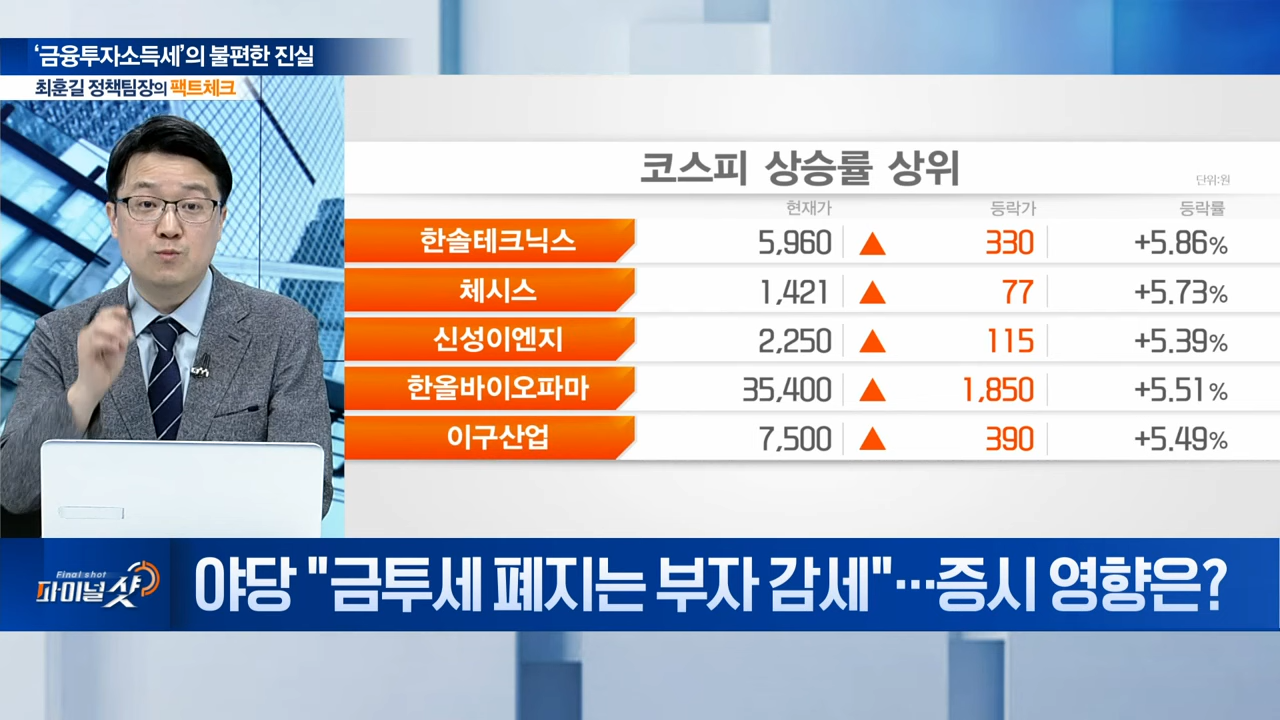 ‘금융투자소득세’의 불편한 진실
최훈길 정책팀장의 팩트체크
코스피 상승률 상위
단위:원
현재가 등락가 등락률
한솔테크닉스 5,960 ▲ 330 +5.86%
체시스 1,421 ▲ 77 +5.73%
신성이엔지 2,250 ▲ 115 +5.39%
한올바이오파마 35,400 ▲ 1,850 +5.51%
이구산업 7,500 ▲ 390 +5.49%
Final shot
파이널 샷
야당 "금투세 폐지는 부자 감세"…증시 영향은?